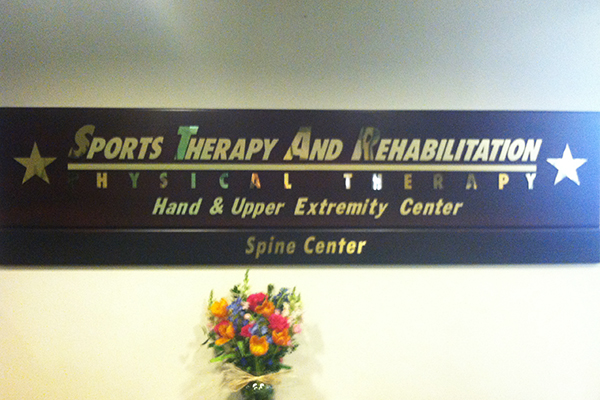 SPORTS THERAPY AND REHABILITATION
PHYSICAL THERAPY
Hand & Upper Extremity Center
Spine Center